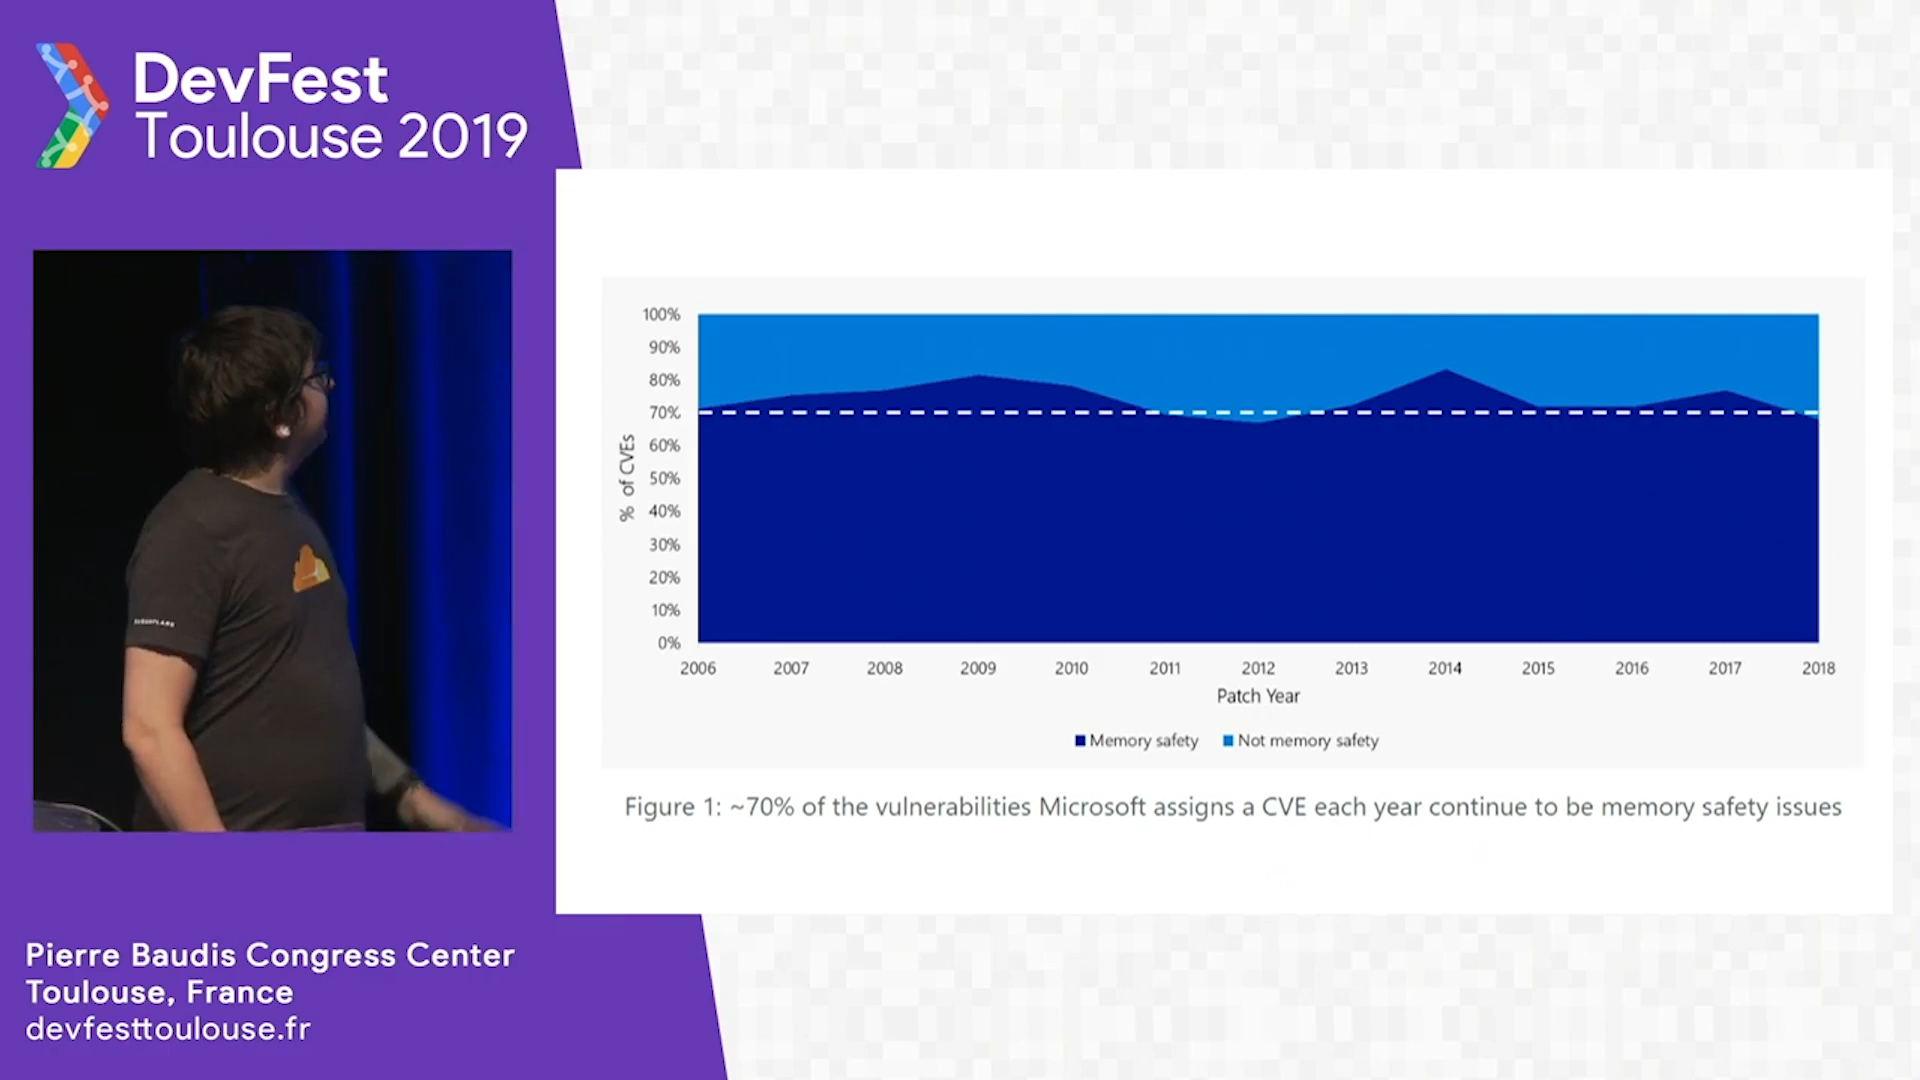 DevFest
Toulouse 2019
100%
90%
80%
70%
60%
50%
40%
30%
20%
10%
0%
% of CVEs
2006 2007 2008 2009 2010 2011 2012 2013 2014 2015 2016 2017 2018
Patch Year
Memory safety Not memory safety
Figure 1: ~70% of the vulnerabilities Microsoft assigns a CVE each year continue to be memory safety issues
CLOUDFLARE
Pierre Baudis Congress Center
Toulouse, France
devfesttoulouse.fr